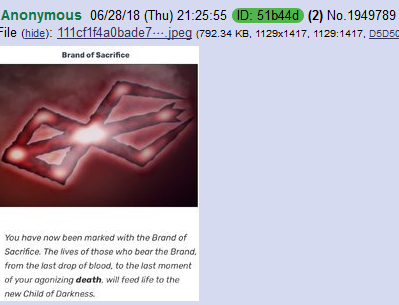 Anonymous 06/28/18 (Thu) 21:25:55 ID: 51b44d (2) No.1949789
File (hide): 111cf1f4a0bade7⋯.jpeg (792.34 KB, 1129x1417, 1129:1417, D5D50
Brand of Sacrifice
You have now been marked with the Brand of
Sacrifice. The lives of those who bear the Brand,
from the last drop of blood, to the last moment
of your agonizing death, will feed life to the
new Child of Darkness.